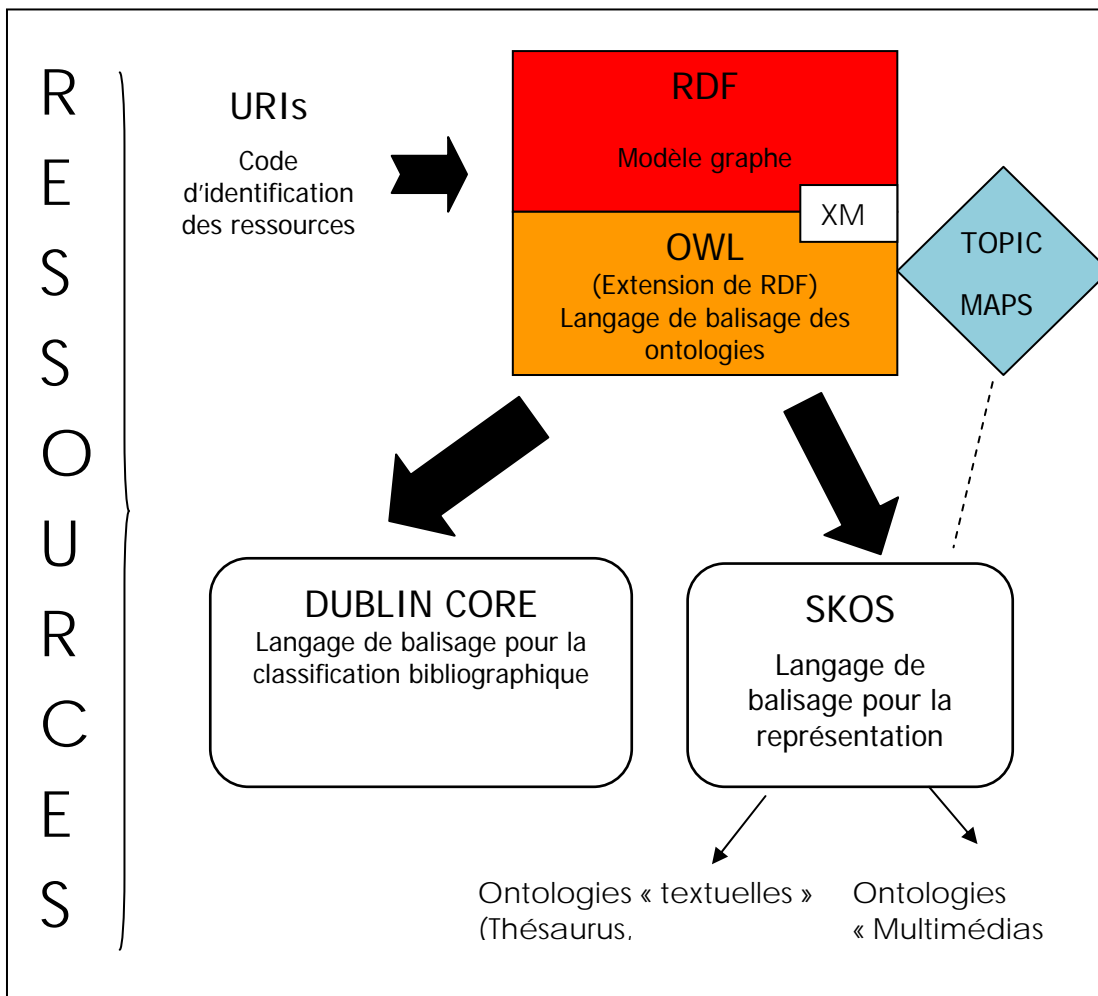 RESSOURCES
URIs
Code
d'identification
des ressources
RDF
Modèle graphe
XM
OWL
(Extension de RDF)
Langage de balisage des
ontologies
TOPIC
MAPS
DUBLIN CORE
Langage de balisage pour la
classification bibliographique
SKOS
Langage de
balisage pour la
représentation
Ontologies « textuelles »
(Thésaurus,
Ontologies
« Multimédias